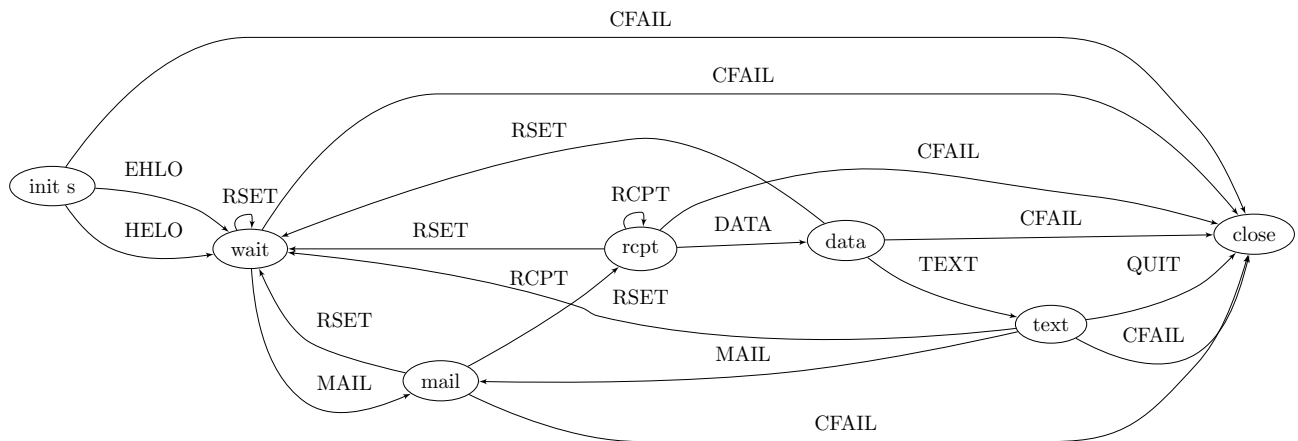 CFAIL
CFAIL
RSET
CFAIL
EHLO
init s
RSET
RCPT
HELO
RSET
DATA
CFAIL
wait
rcpt
data
close
RCPT
RSET
TEXT
QUIT
RSET
text
CFAIL
MAIL
MAIL
mail
CFAIL